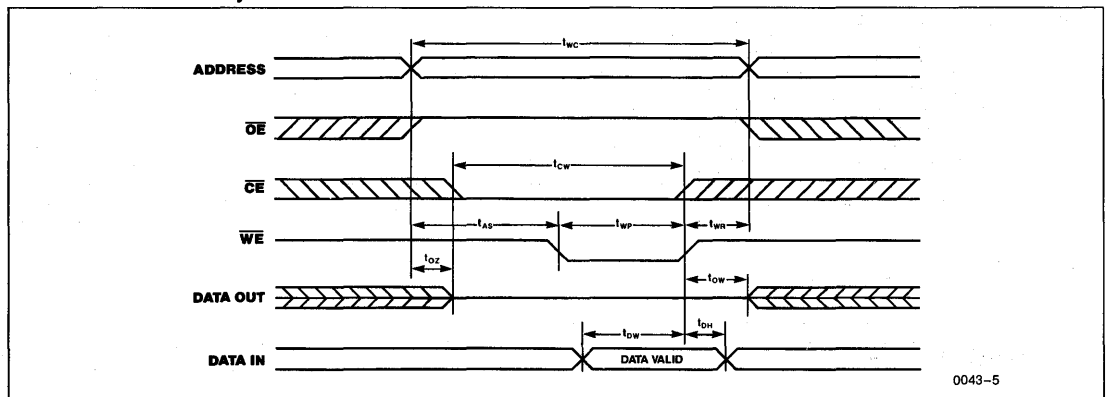 tWC
ADDRESS
OE
tCW
CE
tAS
tWP
tWR
WE
tOZ
tOW
DATA OUT
tDW
tDH
DATA IN
DATA VALID
0043-5